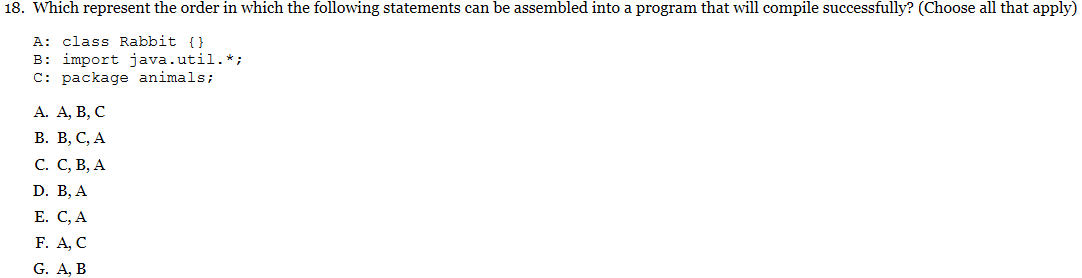 18. Which represent the order in which the following statements can be assembled into a program that will compile successfully? (Choose all that apply)
A: class Rabbit {}
B: import java.util.*;
C: package animals;
A. A, B, C
B. B, C, A
C. C, B, A
D. B, A
E. C, A
F. A, C
G. A, B